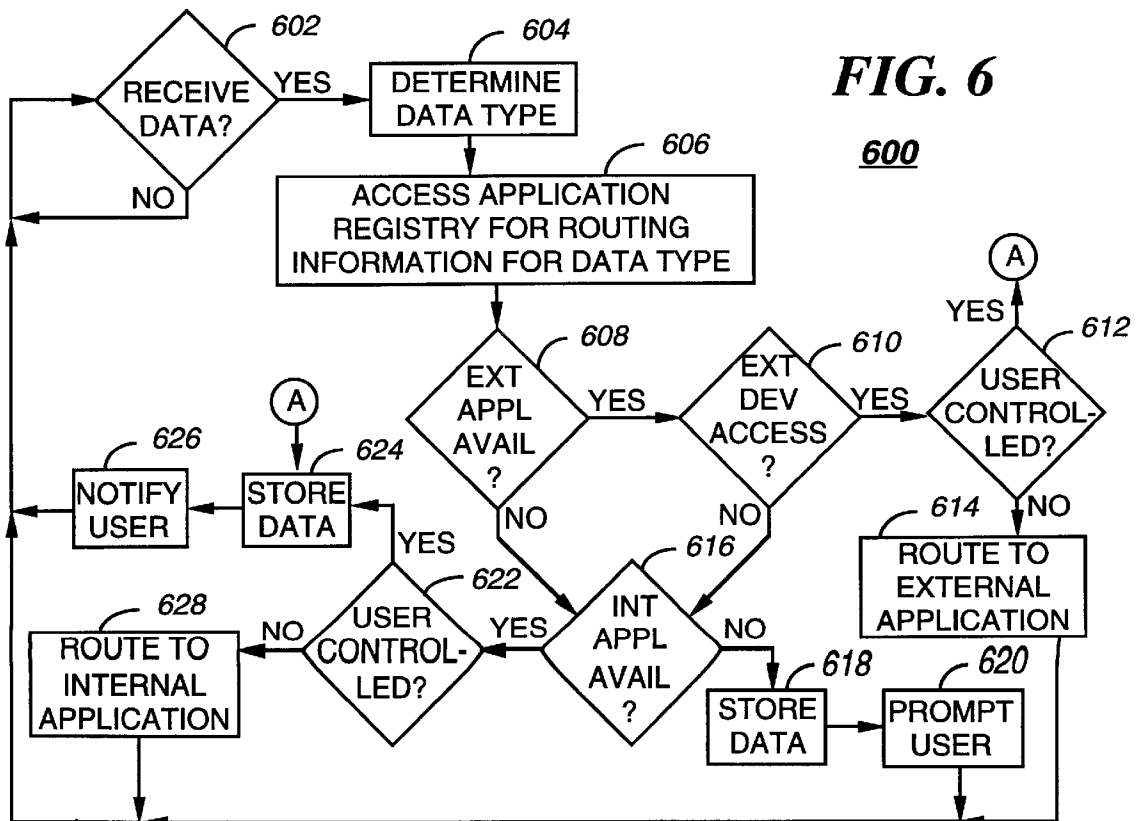 FIG. 6
600
602
RECEIVE
DATA?
YES
NO
604
DETERMINE
DATA TYPE
606
ACCESS APPLICATION
REGISTRY FOR ROUTING
INFORMATION FOR DATA TYPE
608
EXT
APPL
AVAIL
?
YES
NO
610
EXT
DEV
ACCESS
?
YES
NO
A
YES
612
USER
CONTROL-
LED?
NO
614
ROUTE TO
EXTERNAL
APPLICATION
616
INT
APPL
AVAIL
?
YES
NO
618
STORE
DATA
620
PROMPT
USER
622
USER
CONTROL-
LED?
YES
NO
A
624
STORE
DATA
626
NOTIFY
USER
628
ROUTE TO
INTERNAL
APPLICATION